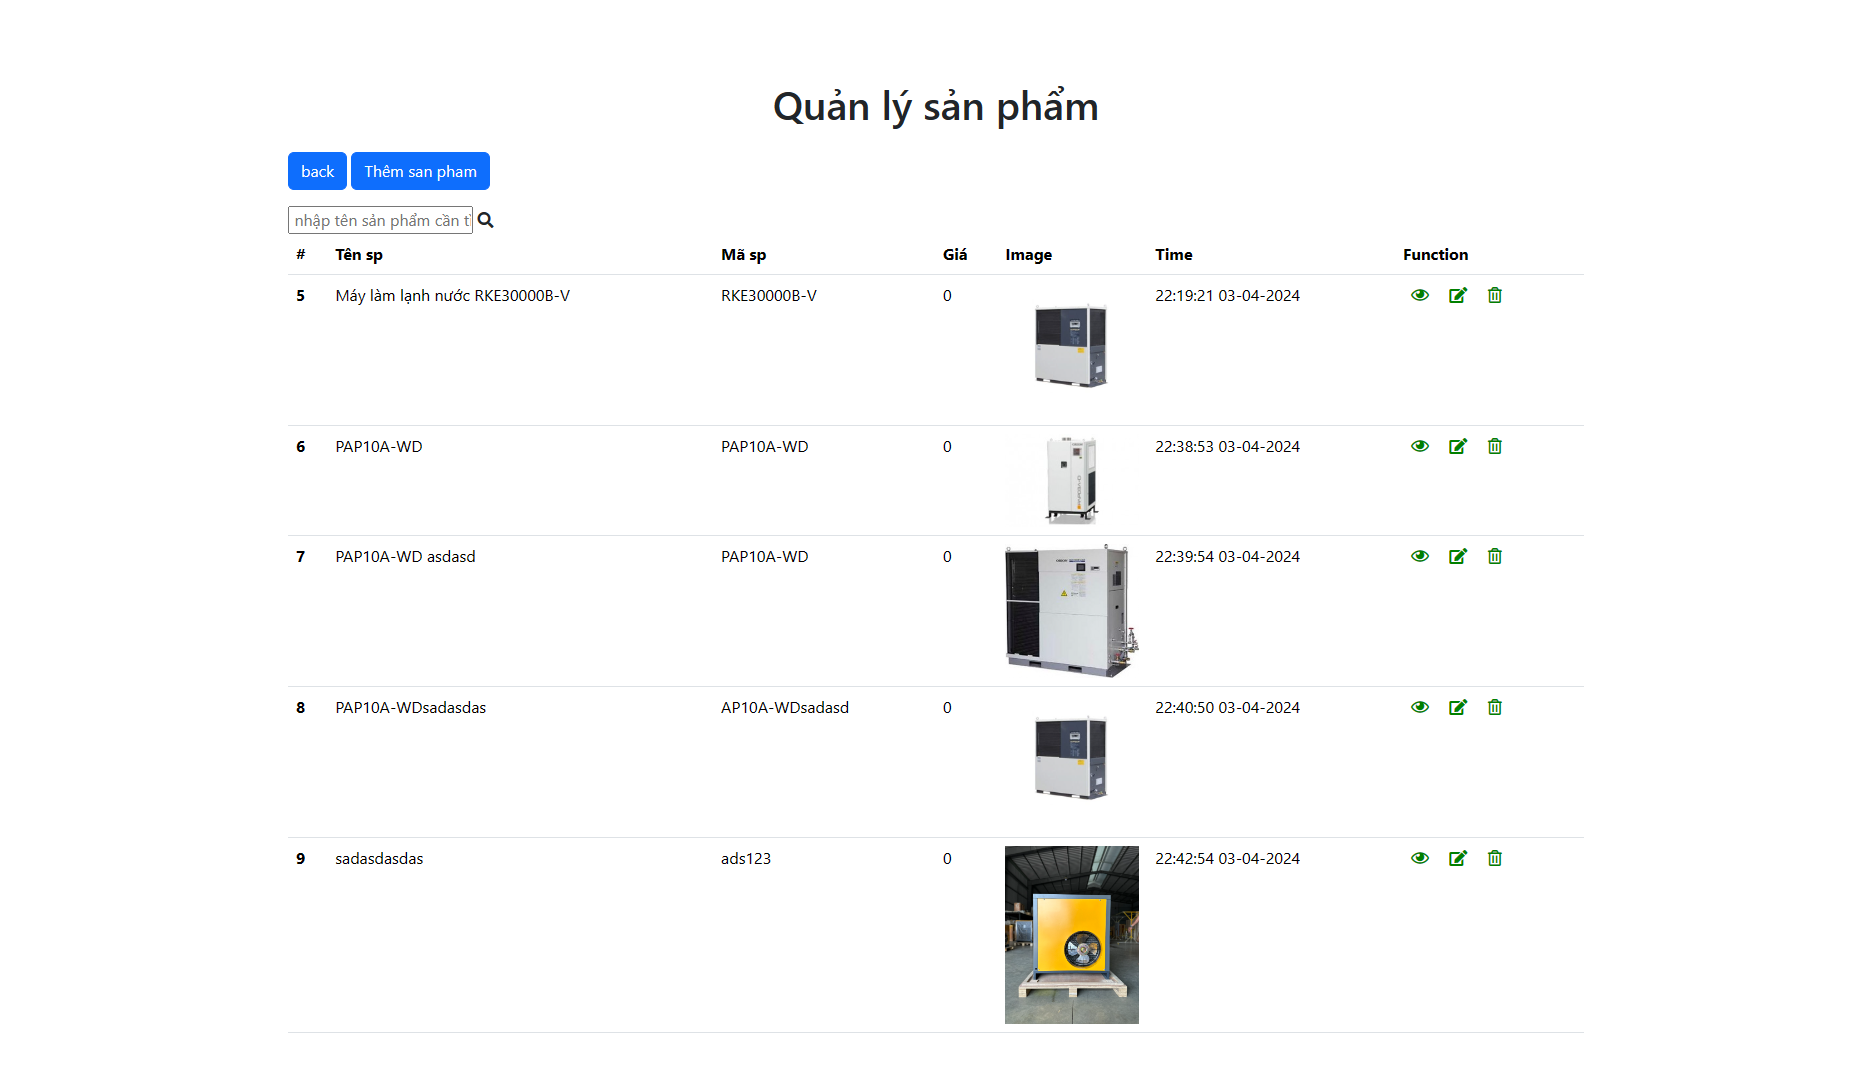 Quản lý sản phẩm
back Thêm san pham
nhập tên sản phẩm cần t
# Tên sp Mã sp Giá Image Time Function
5 Máy làm lạnh nước RKE30000B-V RKE30000B-V 0 22:19:21 03-04-2024
6 PAP10A-WD PAP10A-WD 0 22:38:53 03-04-2024
7 PAP10A-WD asdasd PAP10A-WD 0 22:39:54 03-04-2024
8 PAP10A-WDsadasdas AP10A-WDsadasd 0 22:40:50 03-04-2024
9 sadasdasdas ads123 0 22:42:54 03-04-2024